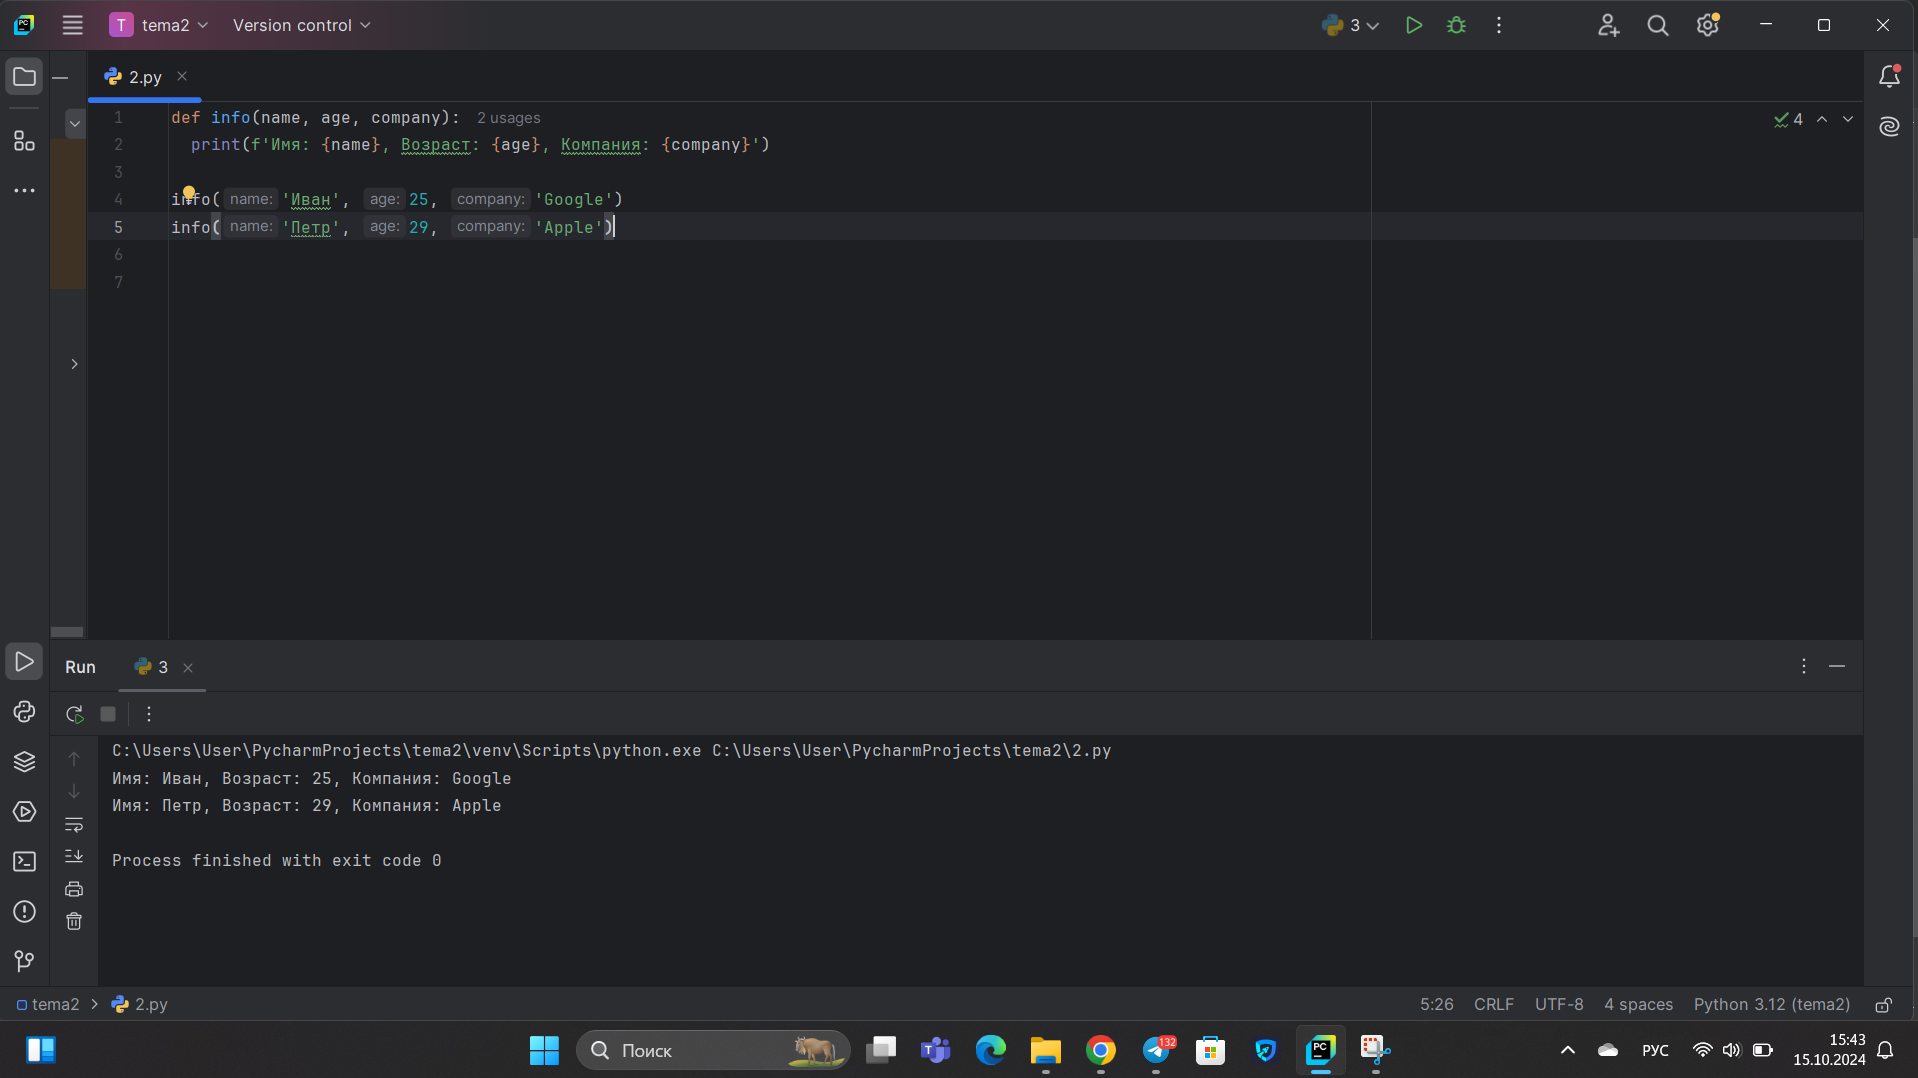 T tema2 Version control 3
2.py
1 def info(name, age, company): 2 usages
2 print(f'Имя: {name}, Возраст: {age}, Компания: {company}')
3
4 info( name: 'Иван', age: 25, company: 'Google')
5 info( name: 'Петр', age: 29, company: 'Apple')
6
7
4
Run 3
C:\Users\User\PycharmProjects\tema2\venv\Scripts\python.exe C:\Users\User\PycharmProjects\tema2\2.py
Имя: Иван, Возраст: 25, Компания: Google
Имя: Петр, Возраст: 29, Компания: Apple
Process finished with exit code 0
tema2 > 2.py 5:26 CRLF UTF-8 4 spaces Python 3.12 (tema2)
Поиск 132 PC РУС 15:43
15.10.2024